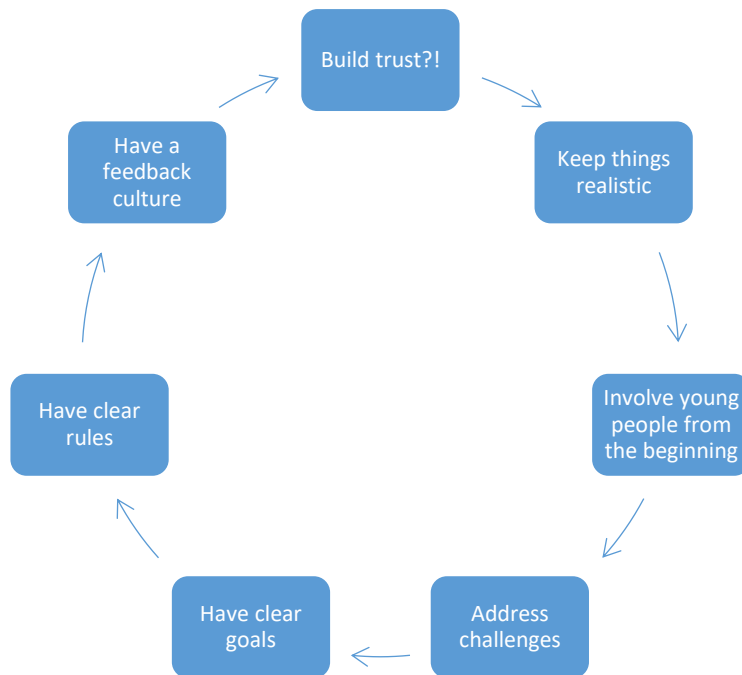 Build trust?!
Keep things
realistic
Involve young
people from
the beginning
Address
challenges
Have clear
goals
Have clear
rules
Have a
feedback
culture